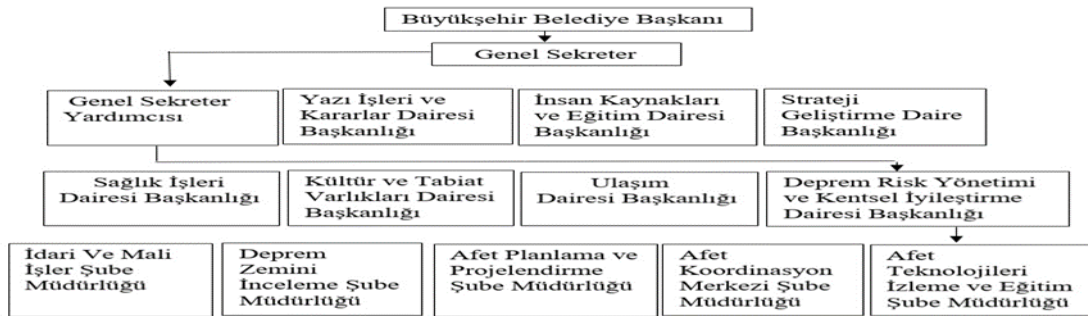 Büyükşehir Belediye Başkanı
Genel Sekreter
Genel Sekreter
Yardımcısı
Yazı İşleri ve
Kararlar Dairesi
Başkanlığı
İnsan Kaynakları
ve Eğitim Dairesi
Başkanlığı
Strateji
Geliştirme Daire
Başkanlığı
Sağlık İşleri
Dairesi Başkanlığı
Kültür ve Tabiat
Varlıkları Dairesi
Başkanlığı
Ulaşım
Dairesi Başkanlığı
Deprem Risk Yönetimi
ve Kentsel İyileştirme
Dairesi Başkanlığı
İdari Ve Mali
İşler Şube
Müdürlüğü
Deprem
Zemini
İnceleme Şube
Müdürlüğü
Afet Planlama ve
Projelendirme
Şube Müdürlüğü
Afet
Koordinasyon
Merkezi Şube
Müdürlüğü
Afet
Teknolojileri
İzleme ve Eğitim
Şube Müdürlüğü